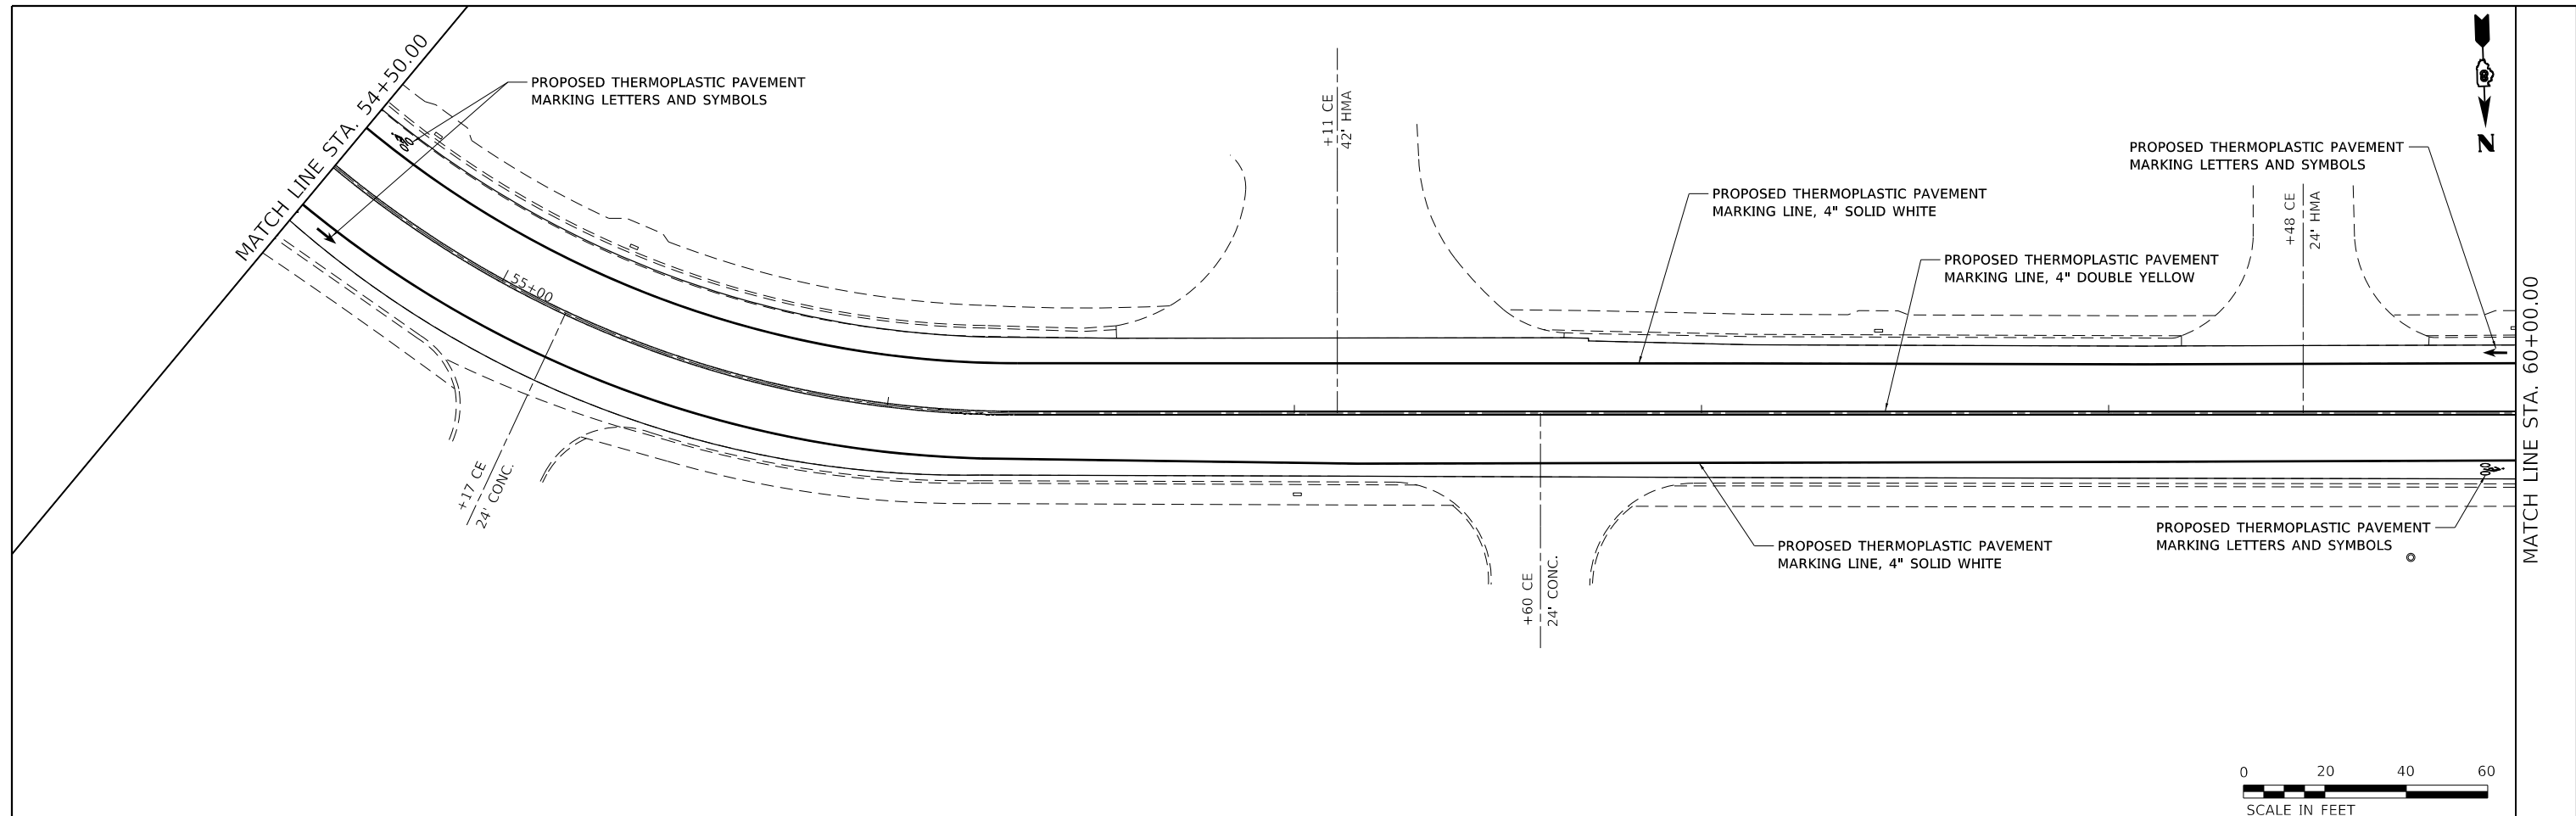 MATCH LINE STA. 54+50.00
PROPOSED THERMOPLASTIC PAVEMENT
MARKING LETTERS AND SYMBOLS
+11 CE
42' HMA
PROPOSED THERMOPLASTIC PAVEMENT
MARKING LINE, 4" SOLID WHITE
PROPOSED THERMOPLASTIC PAVEMENT
MARKING LINE, 4" DOUBLE YELLOW
PROPOSED THERMOPLASTIC PAVEMENT
MARKING LETTERS AND SYMBOLS
+48 CE
24' HMA
N
55+00
+17 CE
24' CONC.
+60 CE
24' CONC.
PROPOSED THERMOPLASTIC PAVEMENT
MARKING LINE, 4" SOLID WHITE
PROPOSED THERMOPLASTIC PAVEMENT
MARKING LETTERS AND SYMBOLS
MATCH LINE STA. 60+00.00
0 20 40 60
SCALE IN FEET